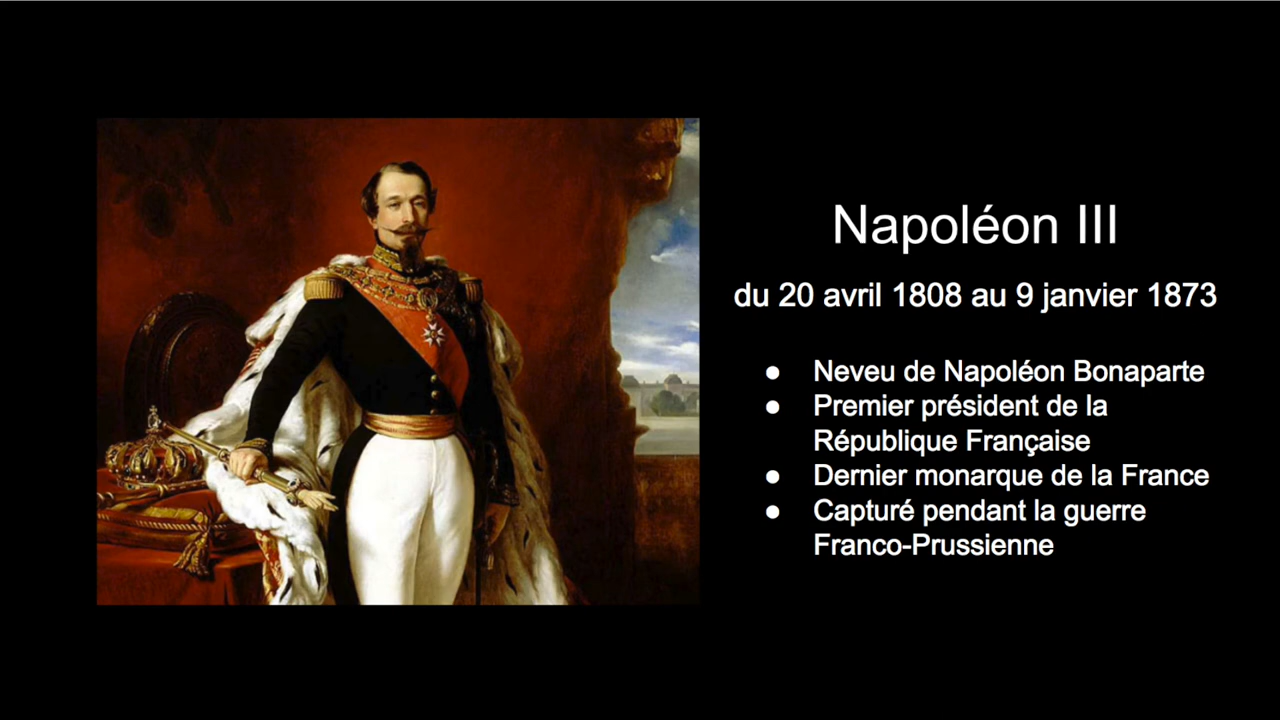 Napoléon III
du 20 avril 1808 au 9 janvier 1873
● Neveu de Napoléon Bonaparte
● Premier président de la
République Française
● Dernier monarque de la France
● Capturé pendant la guerre
Franco-Prussienne